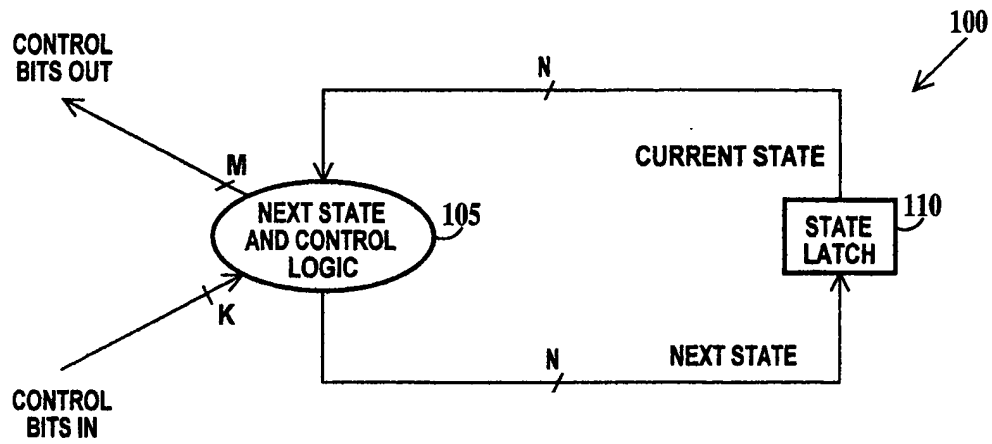 100
CONTROL
BITS OUT
N
CURRENT STATE
M
NEXT STATE
AND CONTROL
LOGIC
105
STATE
LATCH
110
K
N
NEXT STATE
CONTROL
BITS IN